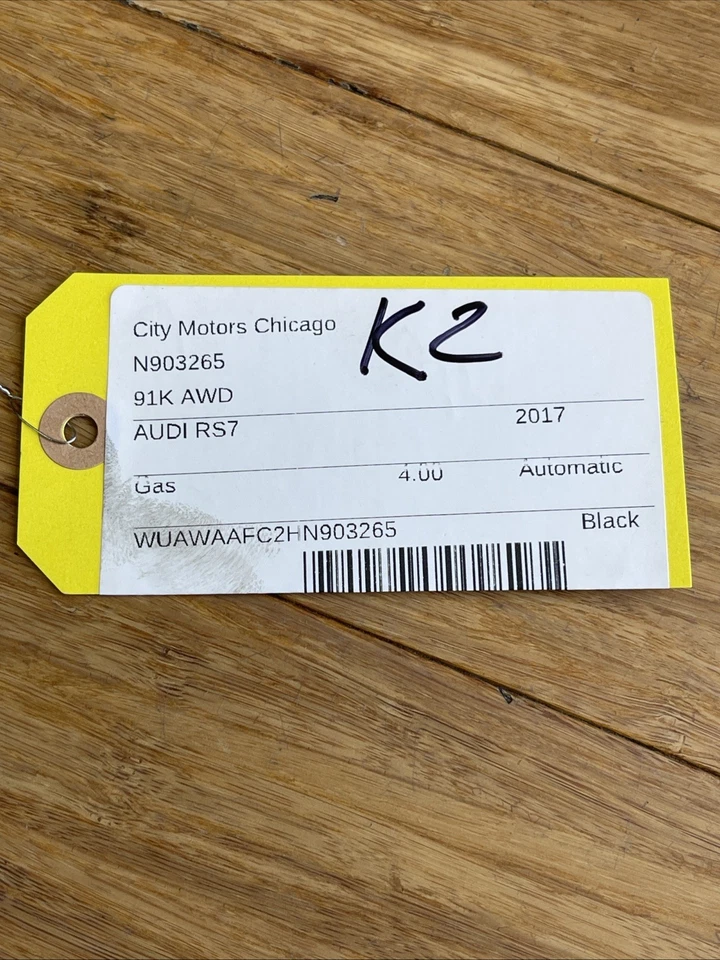 City Motors Chicago
K2
N903265
91K AWD
AUDI RS7 2017
Gas 4.00 Automatic
WUAWAAFC2HN903265 Black